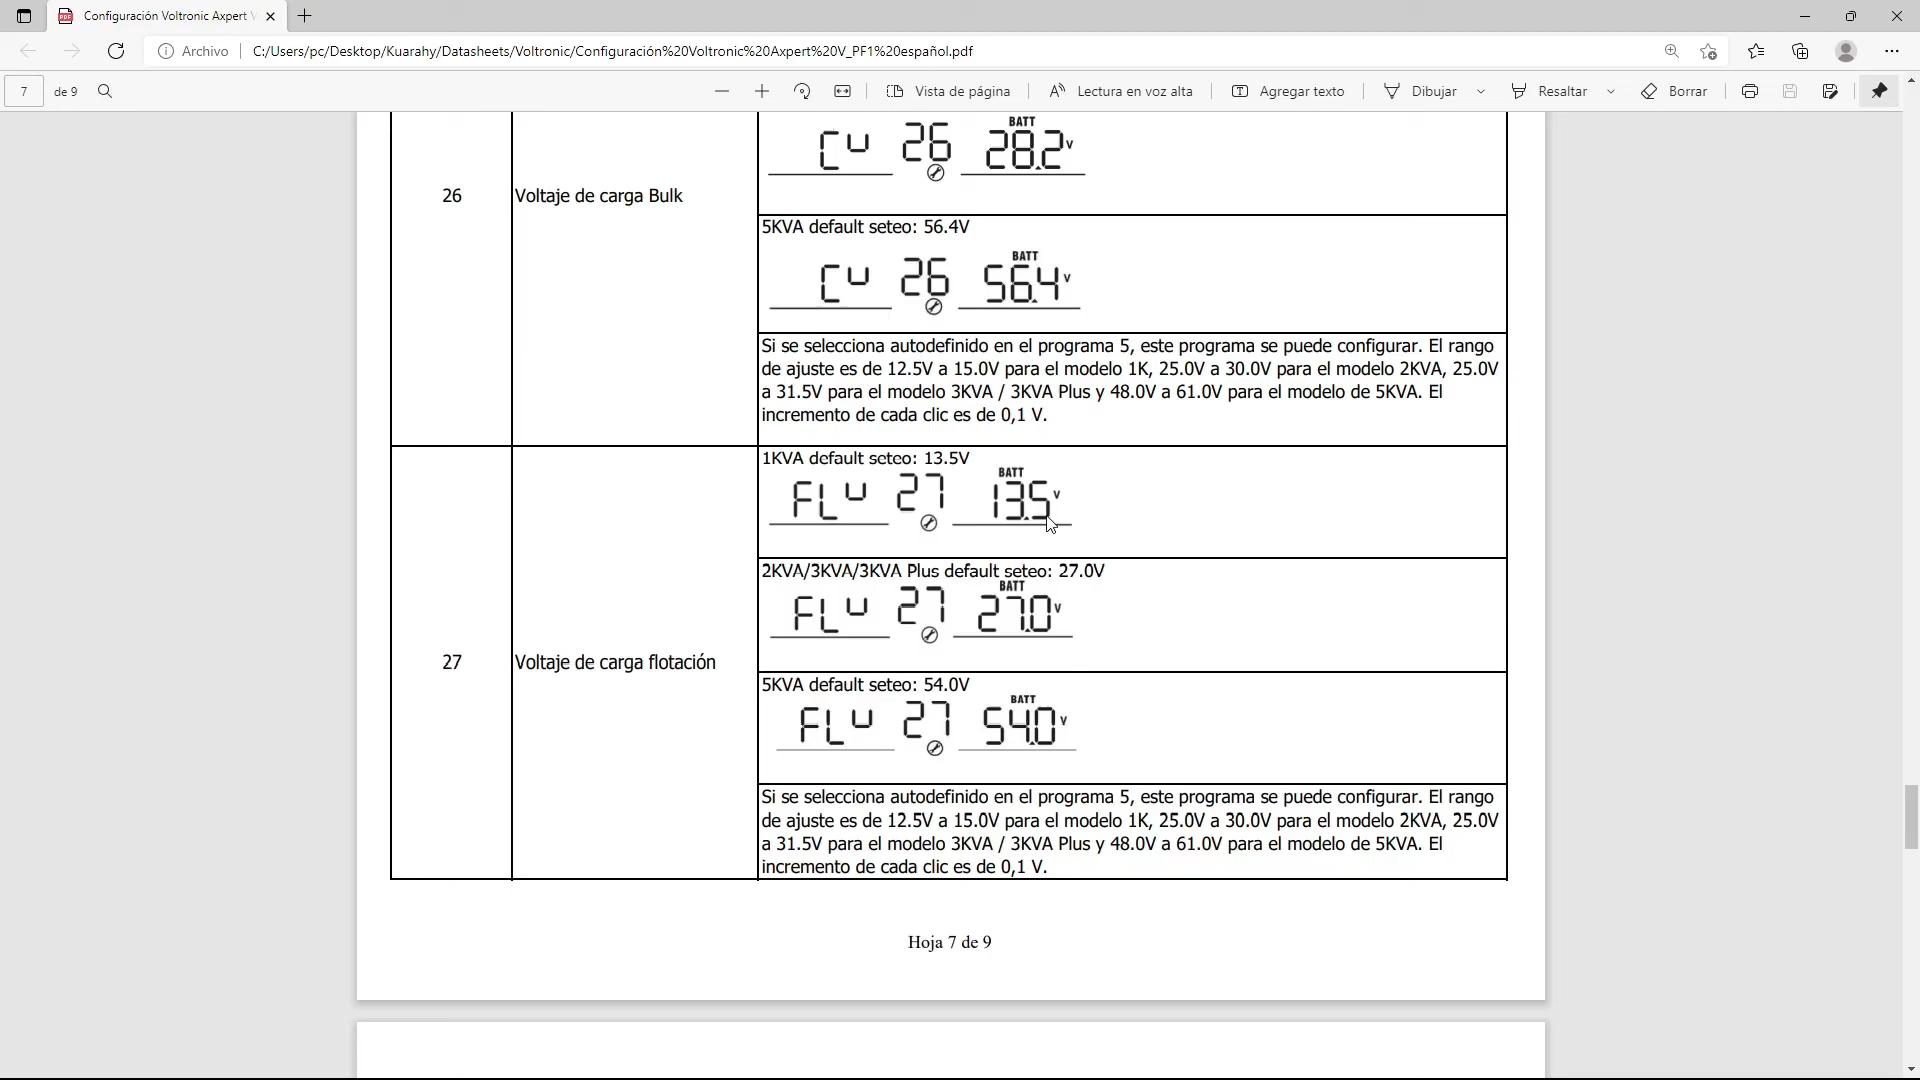 Configuración Voltronic Axpert V
Archivo
C:/Users/pc/Desktop/Kuarahy/Datasheets/Voltronic/Configuración%20Voltronic%20Axpert%20V_PF1%20español.pdf
7 de 9
Vista de página
Lectura en voz alta
Agregar texto
Dibujar
Resaltar
Borrar
BATT
CU 26 28.2V
26
Voltaje de carga Bulk
5KVA default seteo: 56.4V
BATT
CU 26 56.4V
Si se selecciona autodefinido en el programa 5, este programa se puede configurar. El rango
de ajuste es de 12.5V a 15.0V para el modelo 1K, 25.0V a 30.0V para el modelo 2KVA, 25.0V
a 31.5V para el modelo 3KVA / 3KVA Plus y 48.0V a 61.0V para el modelo de 5KVA. El
incremento de cada clic es de 0,1 V.
1KVA default seteo: 13.5V
BATT
FLU 27 13.5V
2KVA/3KVA/3KVA Plus default seteo: 27.0V
BATT
FLU 27 27.0V
27
Voltaje de carga flotación
5KVA default seteo: 54.0V
BATT
FLU 27 54.0V
Si se selecciona autodefinido en el programa 5, este programa se puede configurar. El rango
de ajuste es de 12.5V a 15.0V para el modelo 1K, 25.0V a 30.0V para el modelo 2KVA, 25.0V
a 31.5V para el modelo 3KVA / 3KVA Plus y 48.0V a 61.0V para el modelo de 5KVA. El
incremento de cada clic es de 0,1 V.
Hoja 7 de 9